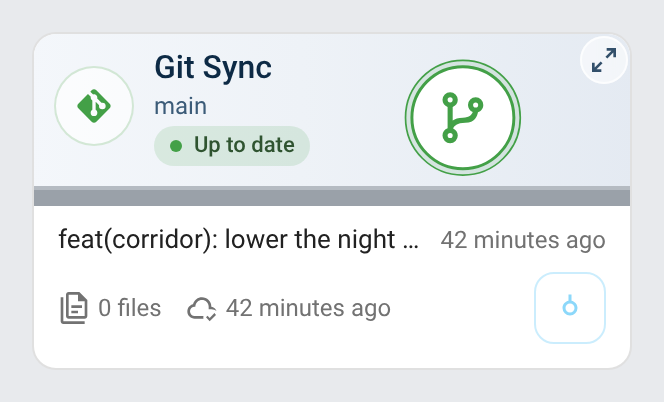 Git Sync
main
Up to date
feat(corridor): lower the night ... 42 minutes ago
0 files 42 minutes ago